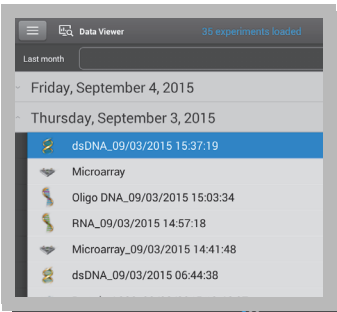 Data Viewer 35 experiments loaded
Last month
Friday, September 4, 2015
Thursday, September 3, 2015
dsDNA_09/03/2015 15:37:19
Microarray
Oligo DNA_09/03/2015 15:03:34
RNA_09/03/2015 14:57:18
Microarray_09/03/2015 14:41:48
dsDNA_09/03/2015 06:44:38